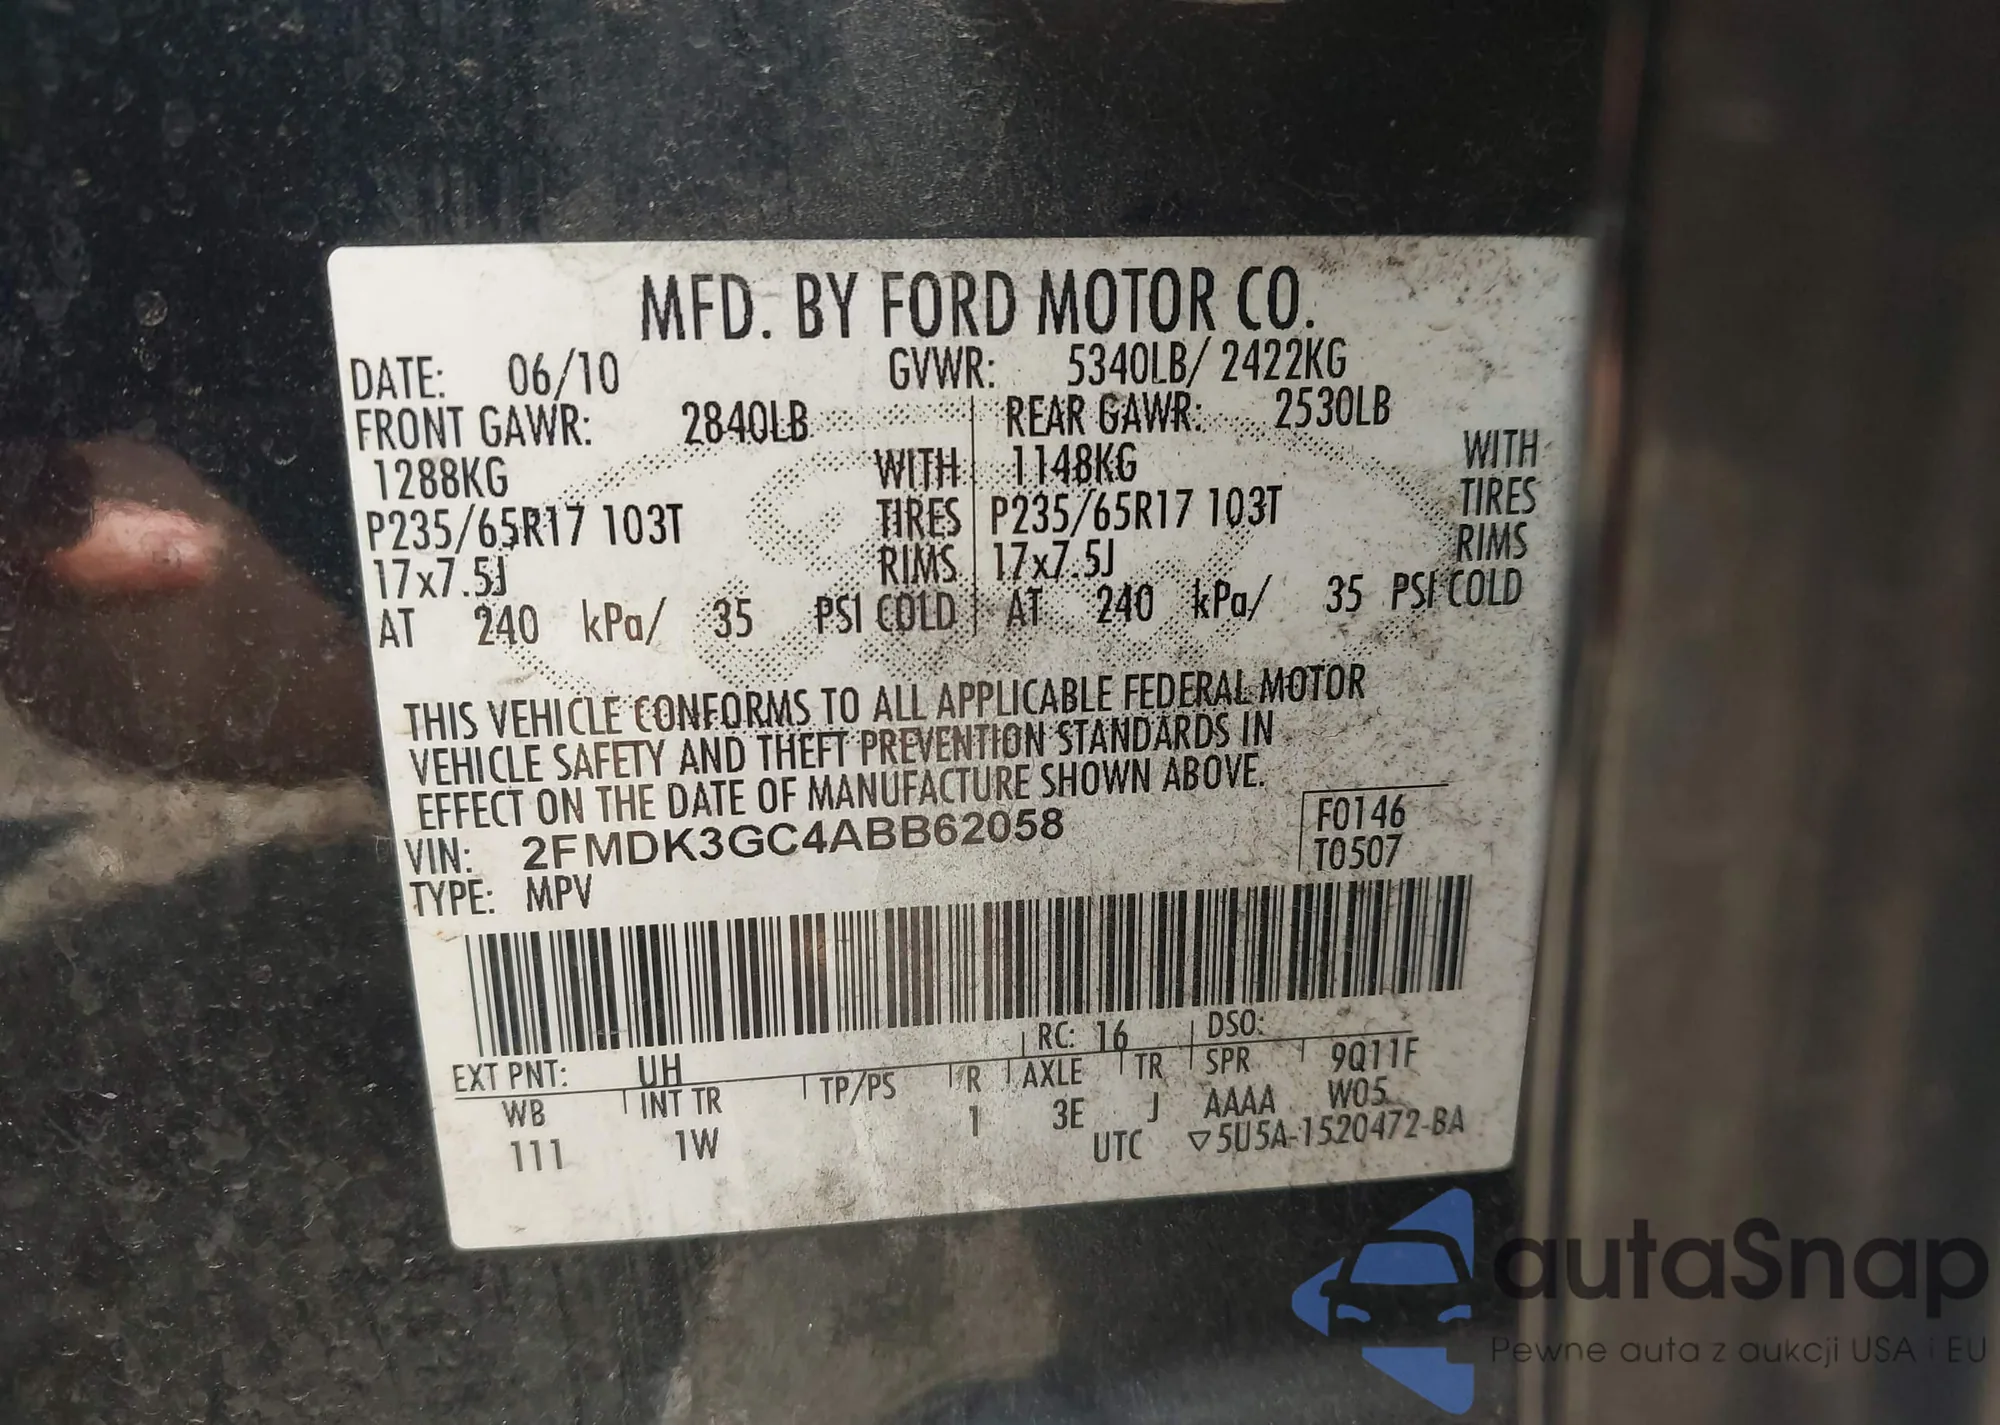 MFD. BY FORD MOTOR CO.
DATE: 06/10 GVWR: 5340LB/ 2422KG
FRONT GAWR: 2840LB REAR GAWR: 2530LB
1288KG WITH 1148KG WITH
P235/65R17 103T TIRES P235/65R17 103T TIRES
17x7.5J RIMS 17x7.5J RIMS
AT 240 kPa/ 35 PSI COLD AT 240 kPa/ 35 PSI COLD
THIS VEHICLE CONFORMS TO ALL APPLICABLE FEDERAL MOTOR
VEHICLE SAFETY AND THEFT PREVENTION STANDARDS IN
EFFECT ON THE DATE OF MANUFACTURE SHOWN ABOVE.
VIN: 2FMDK3GC4ABB62058 F0146
TYPE: MPV T0507
RC: 16 DSO:
EXT PNT: UH 9Q11F
WB INT TR TP/PS R AXLE TR SPR W05
111 1W 1 3E J AAAA
UTC ▽5U5A-1520472-BA
autaSnap
Pewne auta z aukcji USA i EU